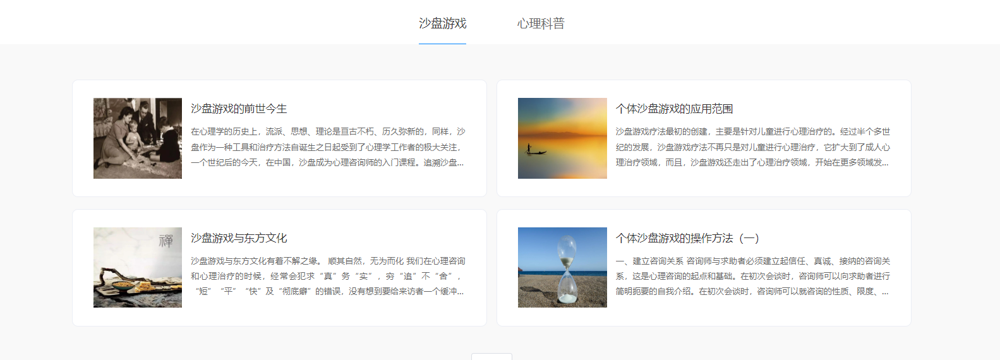 沙盘游戏
心理科普
沙盘游戏的前世今生
在心理学的历史上，流派、思想、理论是亘古不朽、历久弥新的，同样，沙
盘作为一种工具和治疗方法自诞生之日起受到了心理学工作者的极大关注，
一个世纪后的今天，在中国，沙盘成为心理咨询师的入门课程。追溯沙盘...
个体沙盘游戏的应用范围
沙盘游戏疗法最初的创建，主要是针对儿童进行心理治疗的。经过半个多世
纪的发展，沙盘游戏疗法不再只是对儿童进行心理治疗，它扩大到了成人心
理治疗领域，而且，沙盘游戏还走出了心理治疗领域，开始在更多领域发...
禪
沙盘游戏与东方文化
沙盘游戏与东方文化有着不解之缘。 顺其自然，无为而化 我们在心理咨询
和心理治疗的时候，经常会犯求“真”务“实”，穷“追”不“舍”，
“短”“平”“快”及“彻底癖”的错误，没有想到要给来访者一个缓冲...
个体沙盘游戏的操作方法（一）
一、建立咨询关系 咨询师与求助者必须建立起信任、真诚、接纳的咨询关
系，这是心理咨询的起点和基础。在初次会谈时，咨询师可以向求助者进行
简明扼要的自我介绍。在初次会谈时，咨询师可以就咨询的性质、限度、...